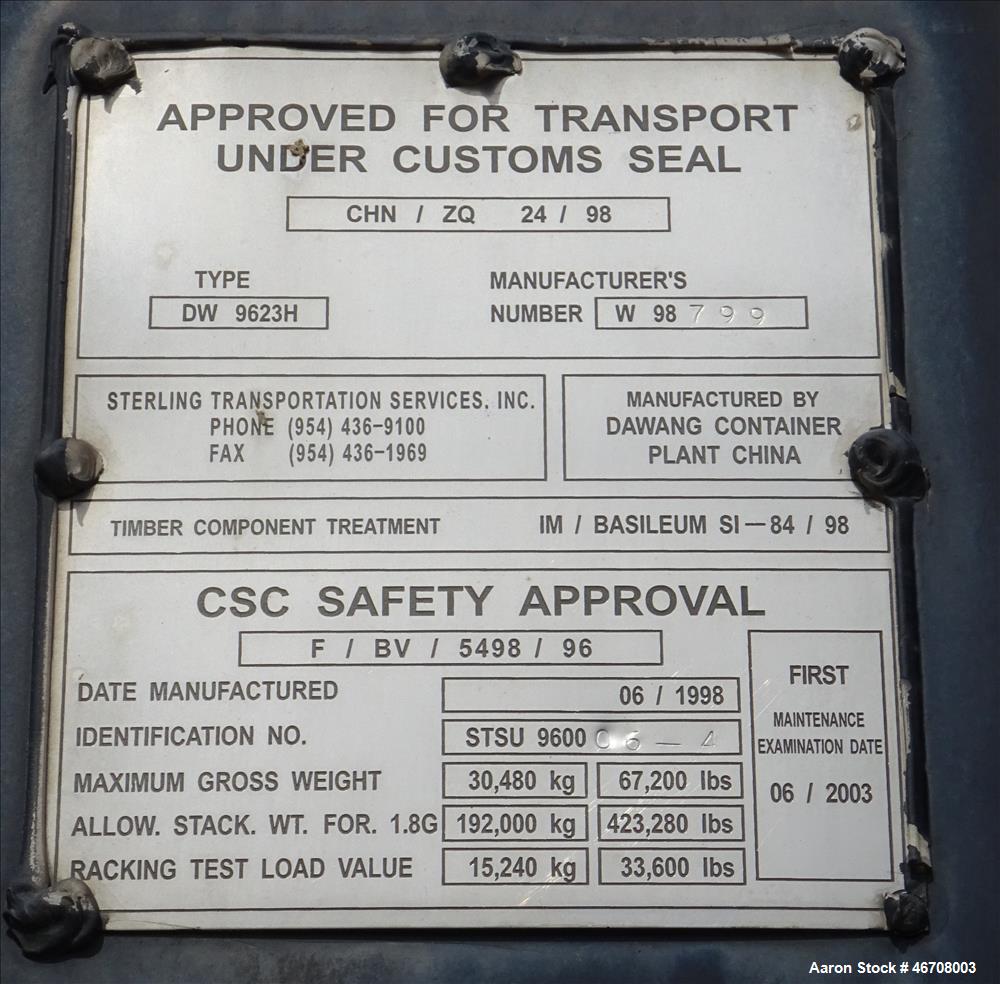 APPROVED FOR TRANSPORT
UNDER CUSTOMS SEAL
CHN / ZQ 24 / 98
TYPE
DW 9623H
MANUFACTURER'S
NUMBER W 98 799
STERLING TRANSPORTATION SERVICES, INC.
PHONE (954) 436-9100
FAX (954) 436-1969
MANUFACTURED BY
DAWANG CONTAINER
PLANT CHINA
TIMBER COMPONENT TREATMENT IM / BASILEUM SI-84 / 98
CSC SAFETY APPROVAL
F / BV / 5498 / 96
DATE MANUFACTURED 06 / 1998
IDENTIFICATION NO. STSU 9600 06-4
MAXIMUM GROSS WEIGHT 30,480 kg 67,200 lbs
ALLOW. STACK. WT. FOR. 1.8G 192,000 kg 423,280 lbs
RACKING TEST LOAD VALUE 15,240 kg 33,600 lbs
FIRST
MAINTENANCE
EXAMINATION DATE
06 / 2003
Aaron Stock # 46708003